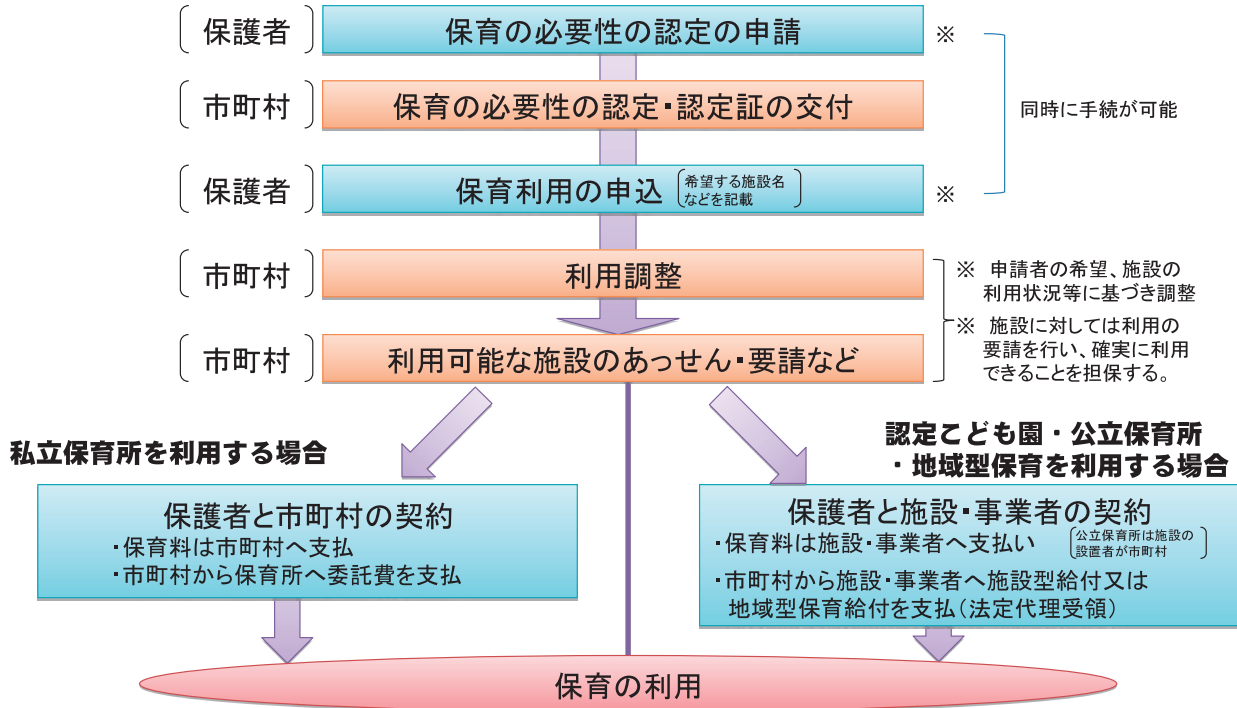 保護者 保育の必要性の認定の申請 ※
市町村 保育の必要性の認定・認定証の交付
同時に手続が可能
保護者 保育利用の申込 希望する施設名
などを記載
※
市町村 利用調整
※ 申請者の希望、施設の
利用状況等に基づき調整
市町村 利用可能な施設のあっせん・要請など
※ 施設に対しては利用の
要請を行い、確実に利用
できることを担保する。
私立保育所を利用する場合
保護者と市町村の契約
・保育料は市町村へ支払
・市町村から保育所へ委託費を支払
認定こども園・公立保育所
・地域型保育を利用する場合
保護者と施設・事業者の契約
・保育料は施設・事業者へ支払い
公立保育所は施設の
設置者が市町村
・市町村から施設・事業者へ施設型給付又は
地域型保育給付を支払(法定代理受領)
保育の利用